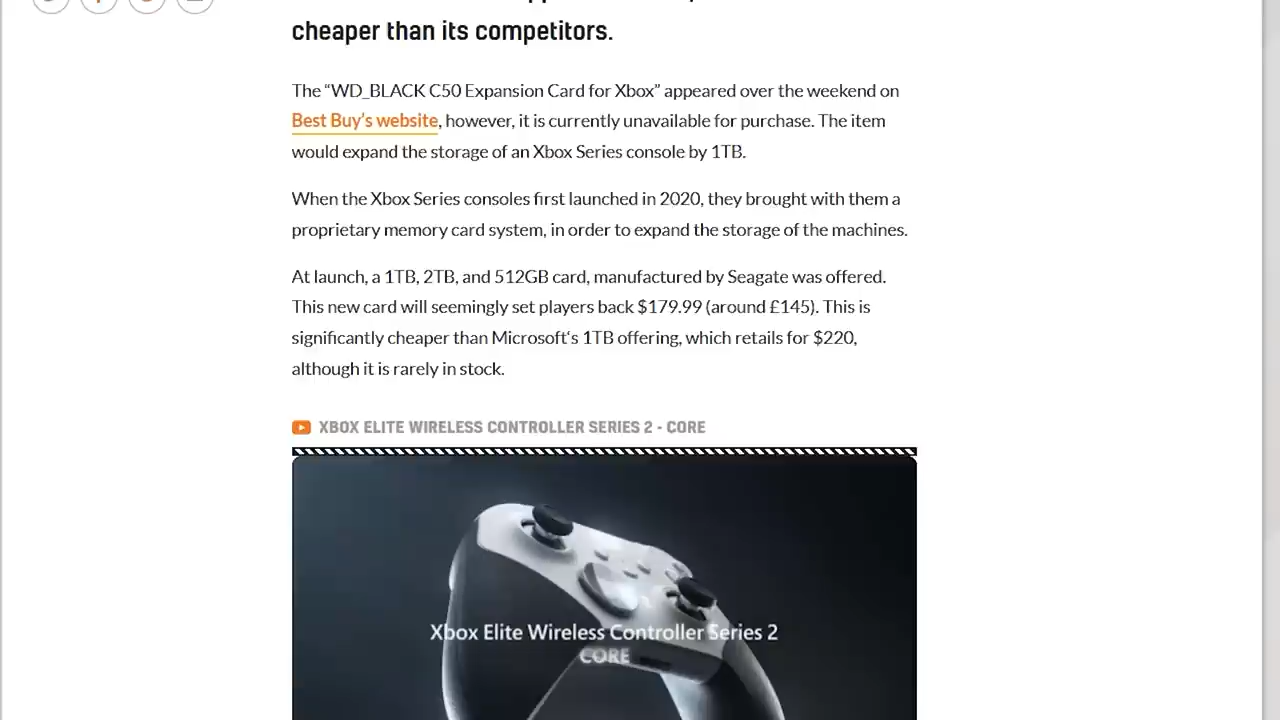 cheaper than its competitors.
The “WD_BLACK C50 Expansion Card for Xbox” appeared over the weekend on
Best Buy’s website, however, it is currently unavailable for purchase. The item
would expand the storage of an Xbox Series console by 1TB.
When the Xbox Series consoles first launched in 2020, they brought with them a
proprietary memory card system, in order to expand the storage of the machines.
At launch, a 1TB, 2TB, and 512GB card, manufactured by Seagate was offered.
This new card will seemingly set players back $179.99 (around £145). This is
significantly cheaper than Microsoft‘s 1TB offering, which retails for $220,
although it is rarely in stock.
XBOX ELITE WIRELESS CONTROLLER SERIES 2 - CORE
Xbox Elite Wireless Controller Series 2
CORE